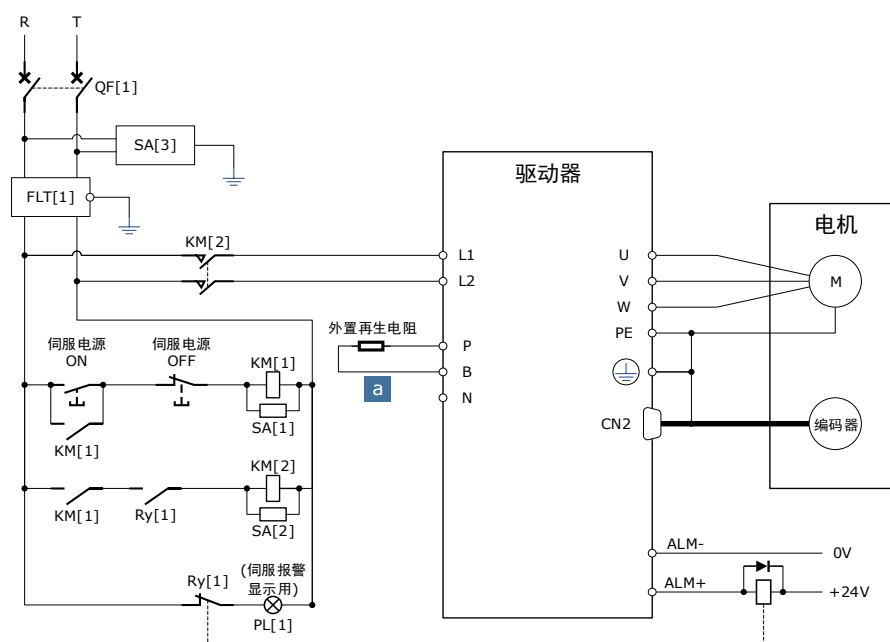 R
T
QF[1]
SA[3]
FLT[1]
KM[2]
驱动器
电机
L1
L2
U
V
W
PE
M
外置再生电阻
P
B
N
a
CN2
编码器
伺服电源
ON
伺服电源
OFF
KM[1]
SA[1]
KM[1]
KM[2]
SA[2]
KM[1]
Ry[1]
Ry[1]
(伺服报警
显示用)
PL[1]
ALM-
0V
ALM+
+24V